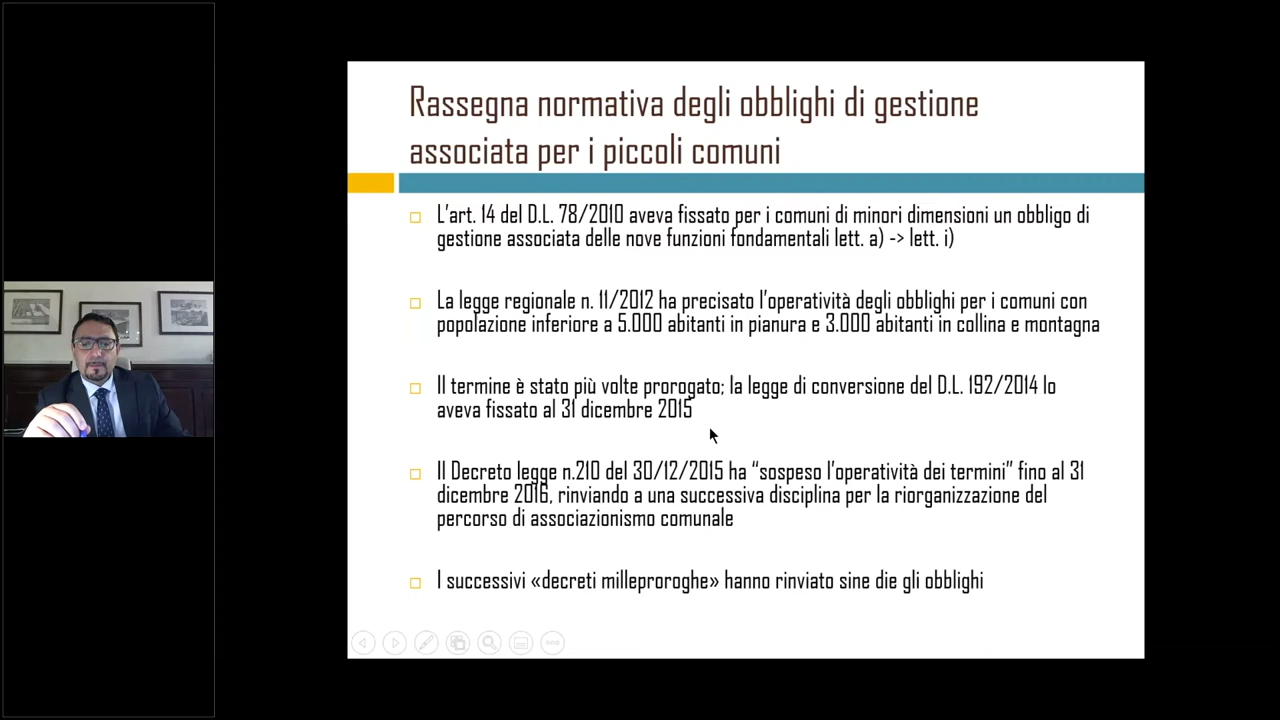 Rassegna normativa degli obblighi di gestione
associata per i piccoli comuni
L'art. 14 del D.L. 78/2010 aveva fissato per i comuni di minori dimensioni un obbligo di
gestione associata delle nove funzioni fondamentali lett. a) -> lett. i)
La legge regionale n. 11/2012 ha precisato l'operatività degli obblighi per i comuni con
popolazione inferiore a 5.000 abitanti in pianura e 3.000 abitanti in collina e montagna
Il termine è stato più volte prorogato; la legge di conversione del D.L. 192/2014 lo
aveva fissato al 31 dicembre 2015
Il Decreto legge n.210 del 30/12/2015 ha “sospeso l'operatività dei termini” fino al 31
dicembre 2016, rinviando a una successiva disciplina per la riorganizzazione del
percorso di associazionismo comunale
I successivi «decreti milleproroghe» hanno rinviato sine die gli obblighi